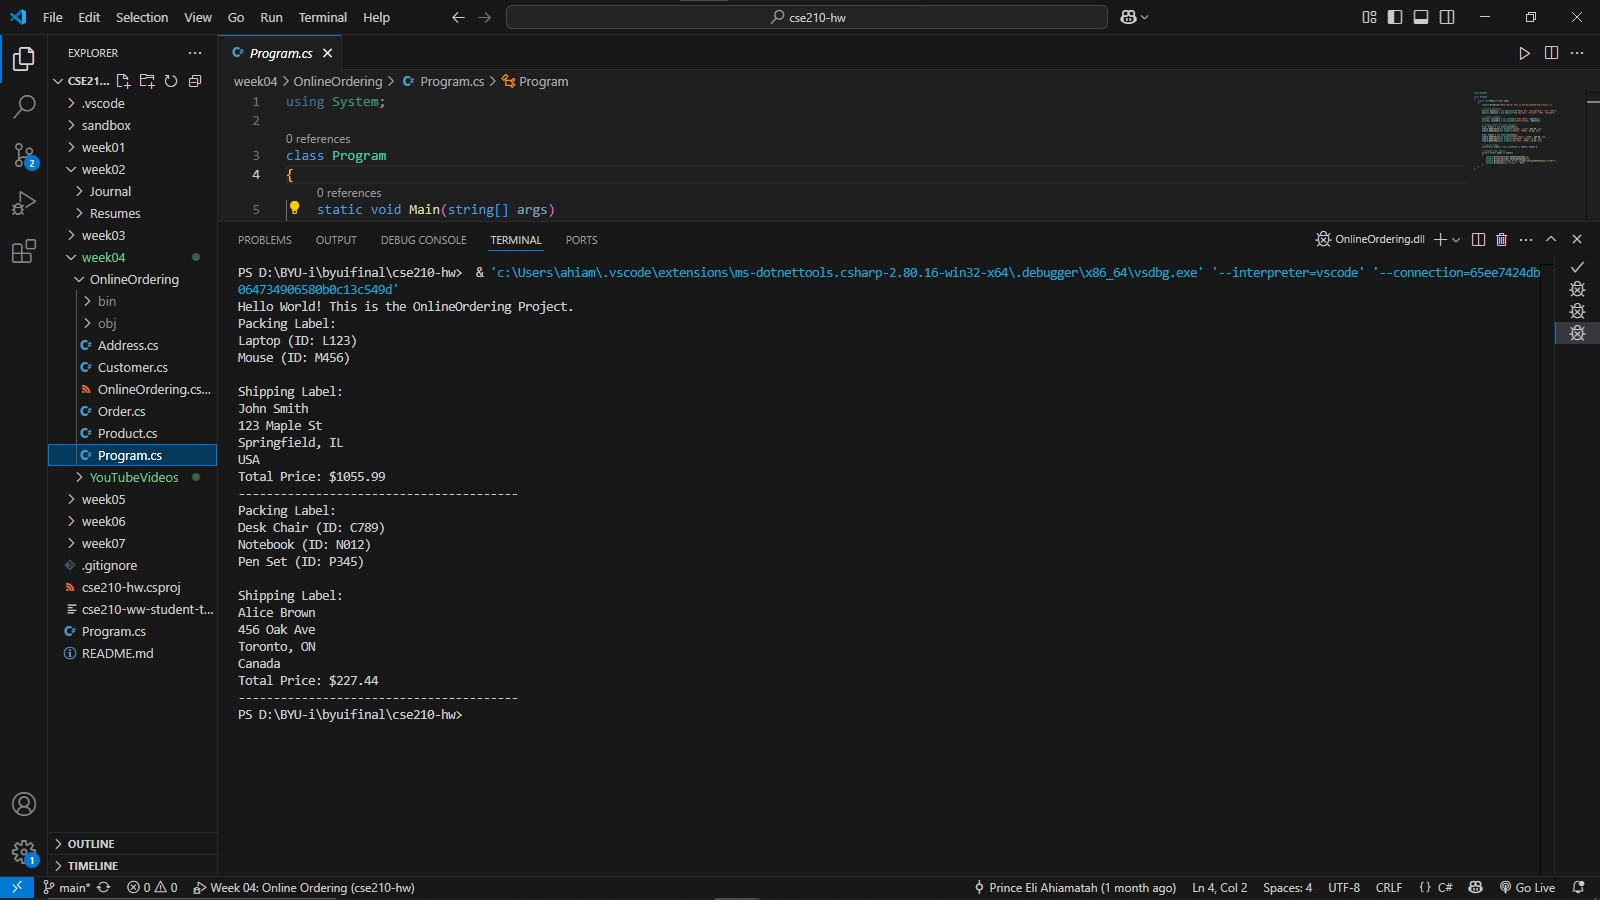 File Edit Selection View Go Run Terminal Help
cse210-hw
EXPLORER
CSE21...
.vscode
sandbox
week01
week02
Journal
Resumes
week03
week04
OnlineOrdering
bin
obj
Address.cs
Customer.cs
OnlineOrdering.cs...
Order.cs
Product.cs
Program.cs
YouTubeVideos
week05
week06
week07
.gitignore
cse210-hw.csproj
cse210-ww-student-t...
Program.cs
README.md
OUTLINE
TIMELINE
2
1
Program.cs
week04 > OnlineOrdering > Program.cs > Program
1 using System;
2
0 references
3 class Program
4 {
0 references
5 static void Main(string[] args)
PROBLEMS OUTPUT DEBUG CONSOLE TERMINAL PORTS
OnlineOrdering.dll
PS D:\BYU-i\byuifinal\cse210-hw> & 'c:\Users\ahiam\.vscode\extensions\ms-dotnettools.csharp-2.80.16-win32-x64\.debugger\x86_64\vsdbg.exe' '--interpreter=vscode' '--connection=65ee7424db
064734906580b0c13c549d'
Hello World! This is the OnlineOrdering Project.
Packing Label:
Laptop (ID: L123)
Mouse (ID: M456)
Shipping Label:
John Smith
123 Maple St
Springfield, IL
USA
Total Price: $1055.99
----------------------------------------
Packing Label:
Desk Chair (ID: C789)
Notebook (ID: N012)
Pen Set (ID: P345)
Shipping Label:
Alice Brown
456 Oak Ave
Toronto, ON
Canada
Total Price: $227.44
----------------------------------------
PS D:\BYU-i\byuifinal\cse210-hw>
main* 0 0 Week 04: Online Ordering (cse210-hw) Prince Eli Ahiamatah (1 month ago) Ln 4, Col 2 Spaces: 4 UTF-8 CRLF {} C# Go Live